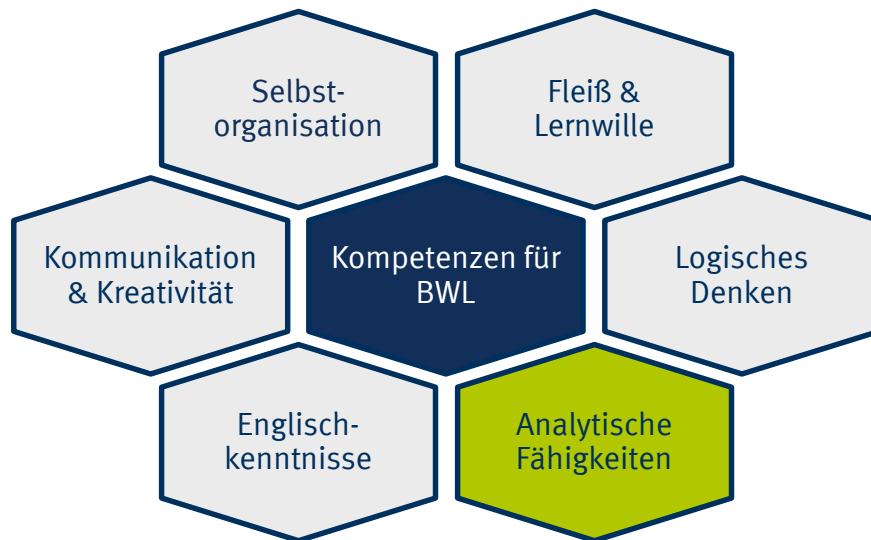 Selbst-
organisation
Fleiß &
Lernwille
Kommunikation
& Kreativität
Kompetenzen für
BWL
Logisches
Denken
Englisch-
kenntnisse
Analytische
Fähigkeiten